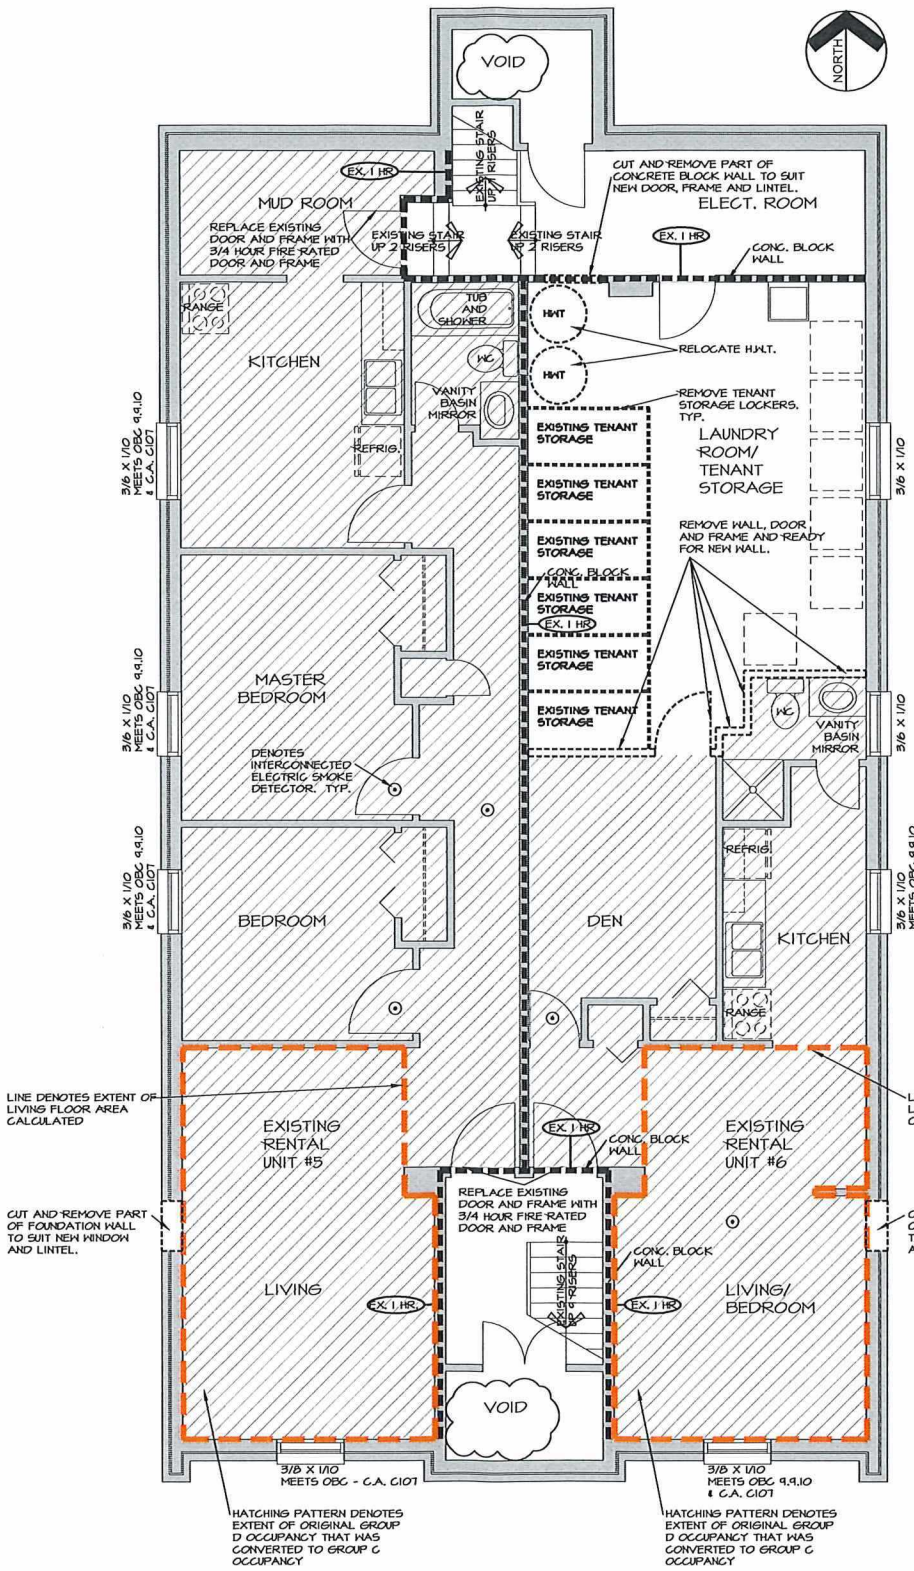 VOID
NORTH
EXISTING STAIR
UP 11 RISERS
CUT AND REMOVE PART OF
CONCRETE BLOCK WALL TO SUIT
NEW DOOR, FRAME AND LINTEL.
EX. 1 HR
MUD ROOM
ELECT. ROOM
REPLACE EXISTING
DOOR AND FRAME WITH
3/4 HOUR FIRE RATED
DOOR AND FRAME
EXISTING STAIR
UP 2 RISERS
EXISTING STAIR
UP 2 RISERS
EX. 1 HR
CONC. BLOCK
WALL
RANGE
TUB
AND
SHOWER
HWT
HWT
RELOCATE H.W.T.
KITCHEN
WC
VANITY
BASIN
MIRROR
REMOVE TENANT
STORAGE LOCKERS.
TYP.
3/6 X 1/10
MEETS OBC 9.9.10
& C.A. C107
REFRIG.
EXISTING TENANT
STORAGE
LAUNDRY
ROOM/
TENANT
STORAGE
3/6 X 1/10
EXISTING TENANT
STORAGE
REMOVE WALL, DOOR
AND FRAME AND READY
FOR NEW WALL.
EXISTING TENANT
STORAGE
CONC. BLOCK
WALL
EXISTING TENANT
STORAGE
EX. 1 HR
EXISTING TENANT
STORAGE
EXISTING TENANT
STORAGE
MASTER
BEDROOM
3/6 X 1/10
MEETS OBC 9.9.10
& C.A. C107
WC
VANITY
BASIN
MIRROR
3/6 X 1/10
DENOTES
INTERCONNECTED
ELECTRIC SMOKE
DETECTOR. TYP.
3/6 X 1/10
MEETS OBC 9.9.10
& C.A. C107
BEDROOM
REFRIG.
DEN
KITCHEN
RANGE
3/6 X 1/10
MEETS OBC 9.9.10
LINE DENOTES EXTENT OF
LIVING FLOOR AREA
CALCULATED
EXISTING
RENTAL
UNIT #5
EX. 1 HR
CONC. BLOCK
WALL
EXISTING
RENTAL
UNIT #6
REPLACE EXISTING
DOOR AND FRAME WITH
3/4 HOUR FIRE RATED
DOOR AND FRAME
CUT AND REMOVE PART
OF FOUNDATION WALL
TO SUIT NEW WINDOW
AND LINTEL.
EXISTING STAIR
UP 9 RISERS
CONC. BLOCK
WALL
LIVING
EX. 1 HR.
EX. 1 HR
LIVING/
BEDROOM
VOID
3/8 X 1/10
MEETS OBC - C.A. C107
3/8 X 1/10
MEETS OBC 9.9.10
& C.A. C107
HATCHING PATTERN DENOTES
EXTENT OF ORIGINAL GROUP
D OCCUPANCY THAT WAS
CONVERTED TO GROUP C
OCCUPANCY
HATCHING PATTERN DENOTES
EXTENT OF ORIGINAL GROUP
D OCCUPANCY THAT WAS
CONVERTED TO GROUP C
OCCUPANCY